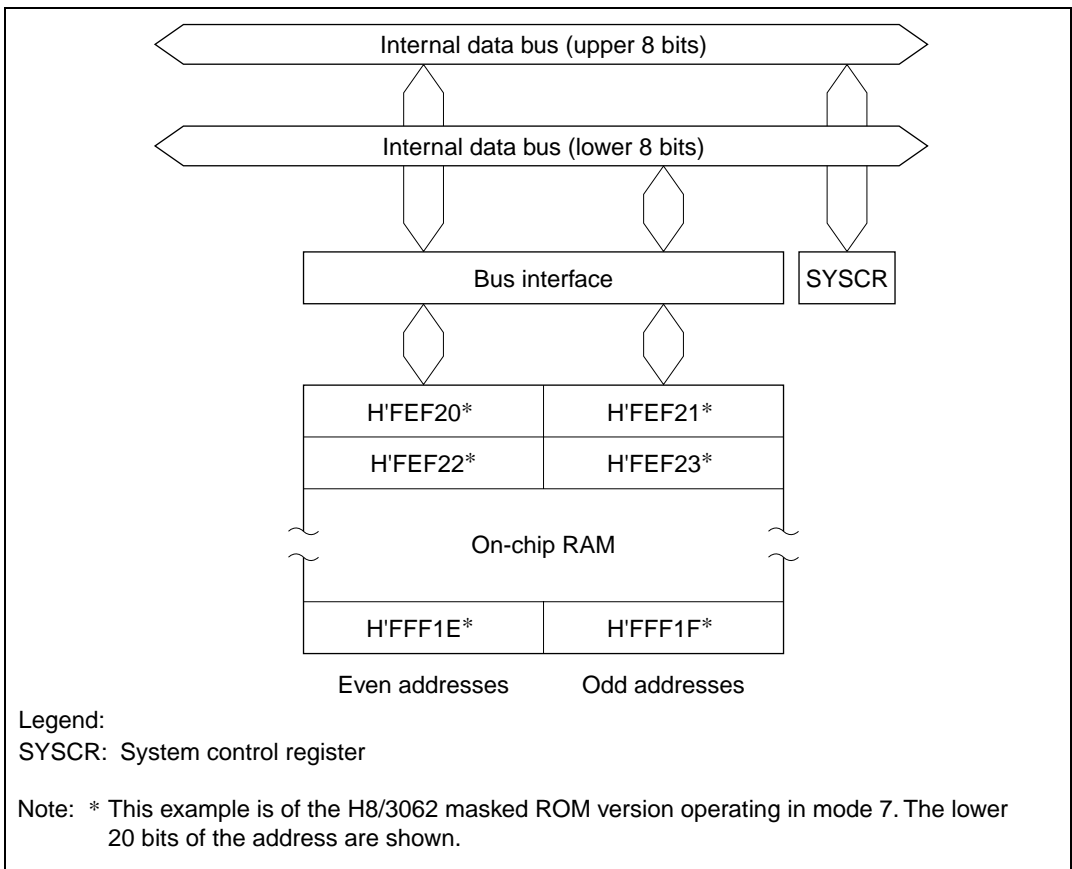 Internal data bus (upper 8 bits)
Internal data bus (lower 8 bits)
Bus interface
SYSCR
H'FEF20*
H'FEF21*
H'FEF22*
H'FEF23*
On-chip RAM
H'FFF1E*
H'FFF1F*
Even addresses
Odd addresses
Legend:
SYSCR: System control register
Note: * This example is of the H8/3062 masked ROM version operating in mode 7. The lower
20 bits of the address are shown.